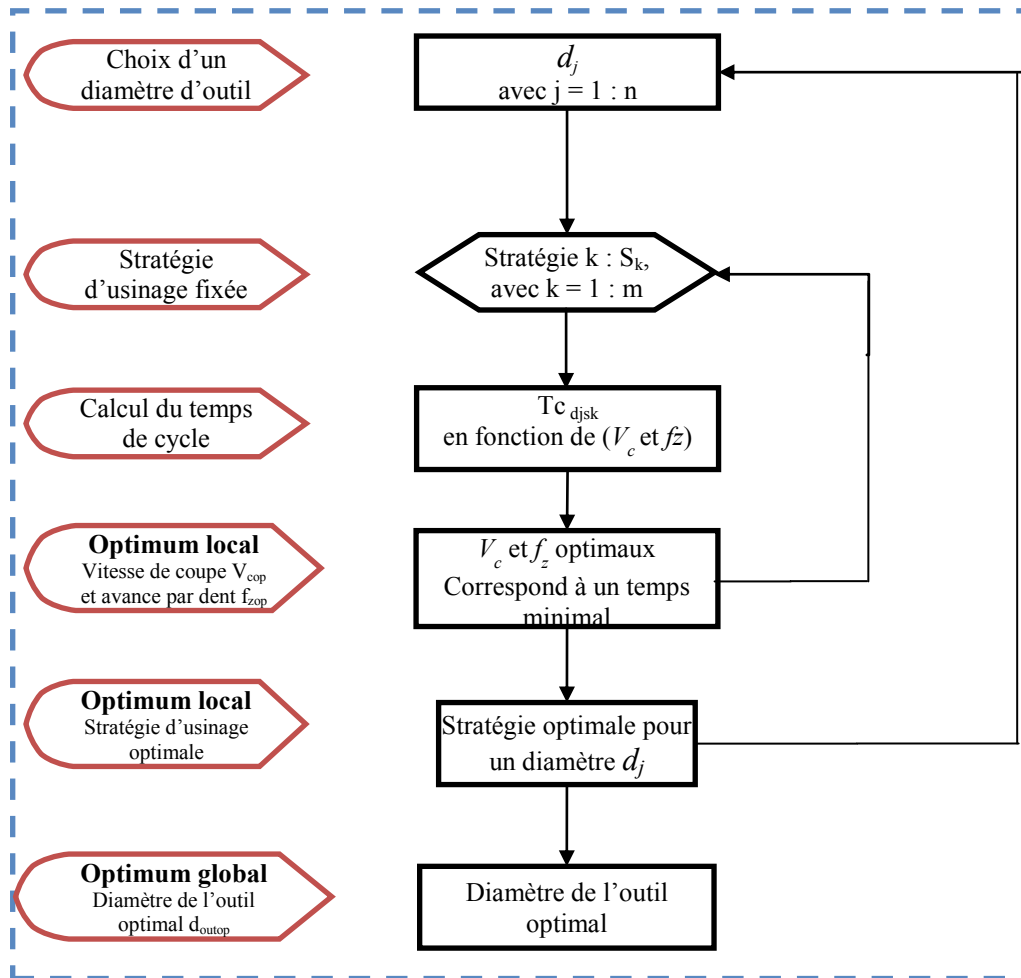 Choix d’un
diamètre d’outil
d_j
avec j = 1 : n
Stratégie
d’usinage fixée
Stratégie k : S_k,
avec k = 1 : m
Calcul du temps
de cycle
Tc djsk
en fonction de (V_c et fz)
Optimum local
Vitesse de coupe V_cop
et avance par dent f_zop
V_c et f_z optimaux
Correspond à un temps
minimal
Optimum local
Stratégie d’usinage
optimale
Stratégie optimale pour
un diamètre d_j
Optimum global
Diamètre de l’outil
optimal d_outop
Diamètre de l’outil
optimal